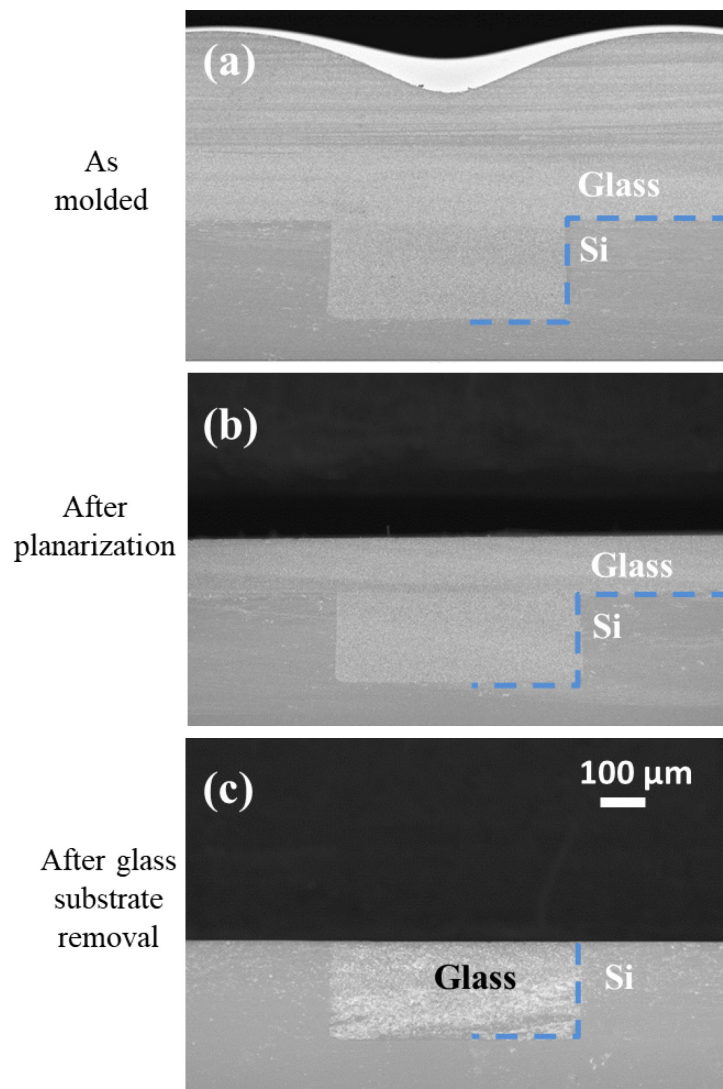 (a)
As
molded
Glass
Si
(b)
After
planarization
Glass
Si
(c)
100 µm
After glass
substrate
removal
Glass
Si